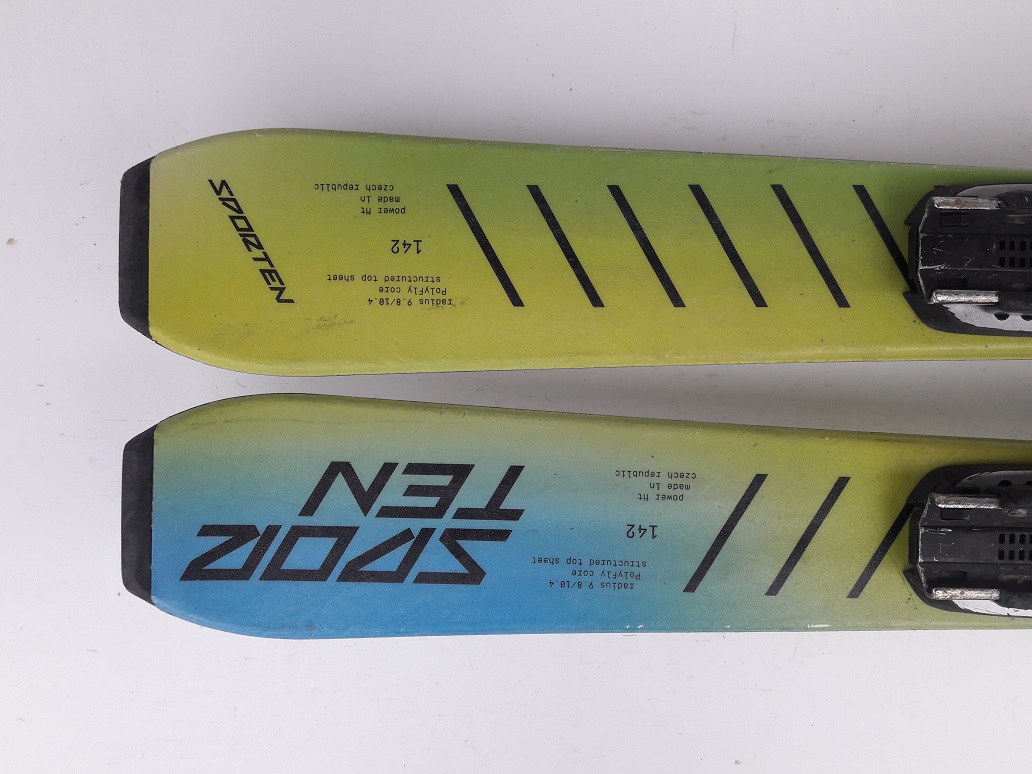 SPORTEN
radius 9.8/10.4
PolyFly core
structured top sheet
142
power fit
made in
czech republic
SPOR
TEN
radius 9.8/10.4
PolyFly core
structured top sheet
142
power fit
made in
czech republic